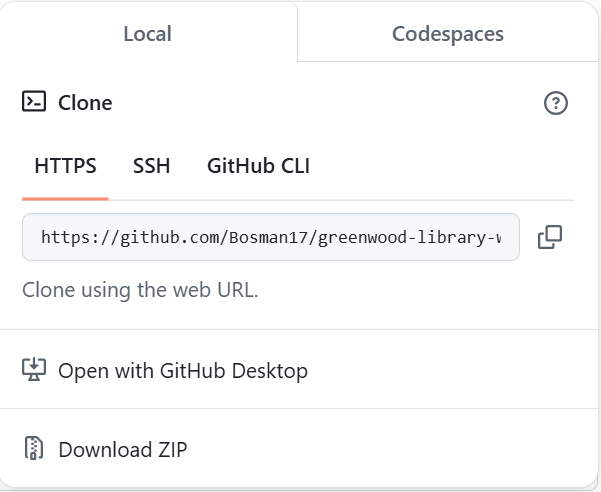 Local Codespaces
Clone
HTTPS SSH GitHub CLI
https://github.com/Bosman17/greenwood-library-
Clone using the web URL.
Open with GitHub Desktop
Download ZIP